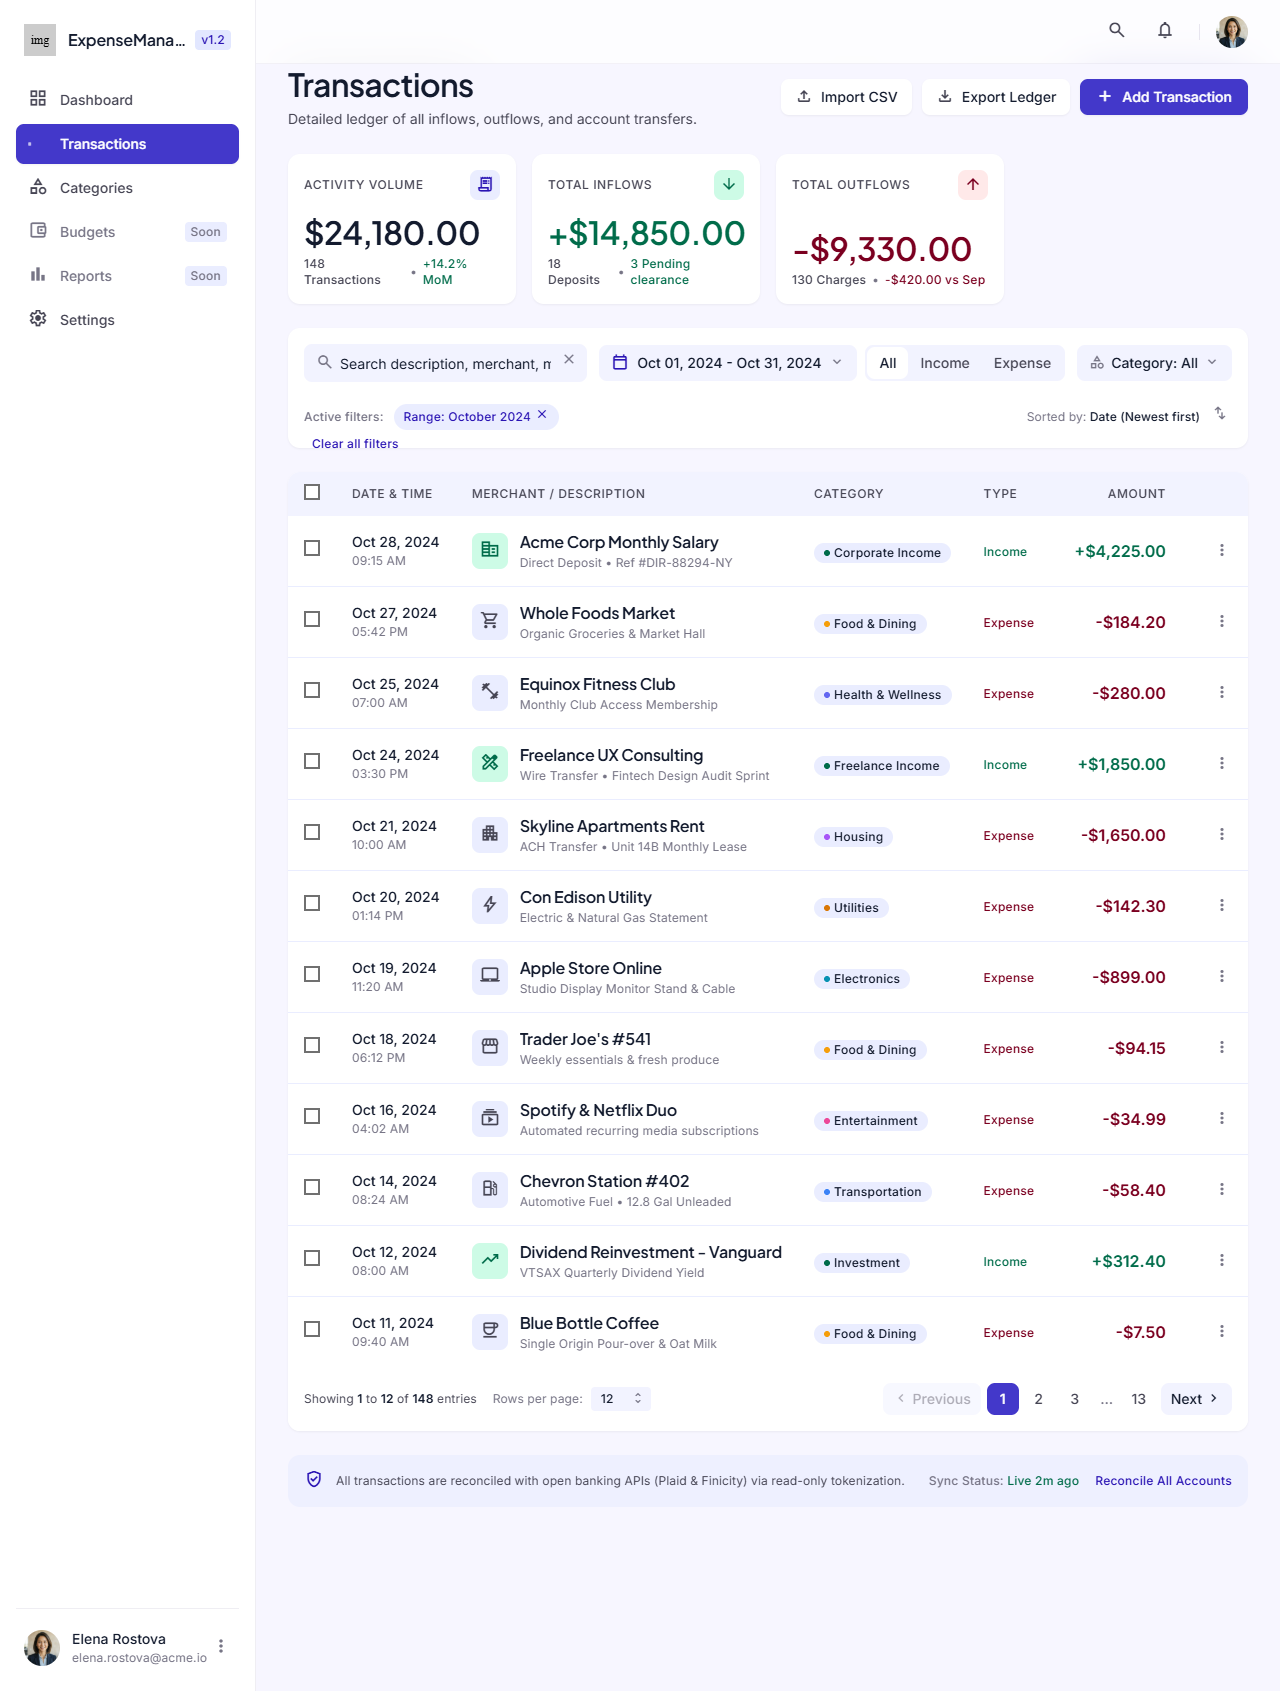 img
ExpenseMana...
v1.2
Dashboard
Transactions
Categories
Budgets
Soon
Reports
Soon
Settings
Transactions
Detailed ledger of all inflows, outflows, and account transfers.
Import CSV
Export Ledger
Add Transaction
ACTIVITY VOLUME
$24,180.00
148 Transactions • +14.2% MoM
TOTAL INFLOWS
+$14,850.00
18 Deposits • 3 Pending clearance
TOTAL OUTFLOWS
-$9,330.00
130 Charges • -$420.00 vs Sep
Search description, merchant, m
Oct 01, 2024 - Oct 31, 2024
All
Income
Expense
Category: All
Active filters:
Range: October 2024
Sorted by: Date (Newest first)
Clear all filters
DATE & TIME
MERCHANT / DESCRIPTION
CATEGORY
TYPE
AMOUNT
Oct 28, 2024
09:15 AM
Acme Corp Monthly Salary
Direct Deposit • Ref #DIR-88294-NY
Corporate Income
Income
+$4,225.00
Oct 27, 2024
05:42 PM
Whole Foods Market
Organic Groceries & Market Hall
Food & Dining
Expense
-$184.20
Oct 25, 2024
07:00 AM
Equinox Fitness Club
Monthly Club Access Membership
Health & Wellness
Expense
-$280.00
Oct 24, 2024
03:30 PM
Freelance UX Consulting
Wire Transfer • Fintech Design Audit Sprint
Freelance Income
Income
+$1,850.00
Oct 21, 2024
10:00 AM
Skyline Apartments Rent
ACH Transfer • Unit 14B Monthly Lease
Housing
Expense
-$1,650.00
Oct 20, 2024
01:14 PM
Con Edison Utility
Electric & Natural Gas Statement
Utilities
Expense
-$142.30
Oct 19, 2024
11:20 AM
Apple Store Online
Studio Display Monitor Stand & Cable
Electronics
Expense
-$899.00
Oct 18, 2024
06:12 PM
Trader Joe's #541
Weekly essentials & fresh produce
Food & Dining
Expense
-$94.15
Oct 16, 2024
04:02 AM
Spotify & Netflix Duo
Automated recurring media subscriptions
Entertainment
Expense
-$34.99
Oct 14, 2024
08:24 AM
Chevron Station #402
Automotive Fuel • 12.8 Gal Unleaded
Transportation
Expense
-$58.40
Oct 12, 2024
08:00 AM
Dividend Reinvestment - Vanguard
VTSAX Quarterly Dividend Yield
Investment
Income
+$312.40
Oct 11, 2024
09:40 AM
Blue Bottle Coffee
Single Origin Pour-over & Oat Milk
Food & Dining
Expense
-$7.50
Showing 1 to 12 of 148 entries
Rows per page:
12
Previous
1
2
3
...
13
Next
All transactions are reconciled with open banking APIs (Plaid & Finicity) via read-only tokenization.
Sync Status: Live 2m ago
Reconcile All Accounts
Elena Rostova
elena.rostova@acme.io